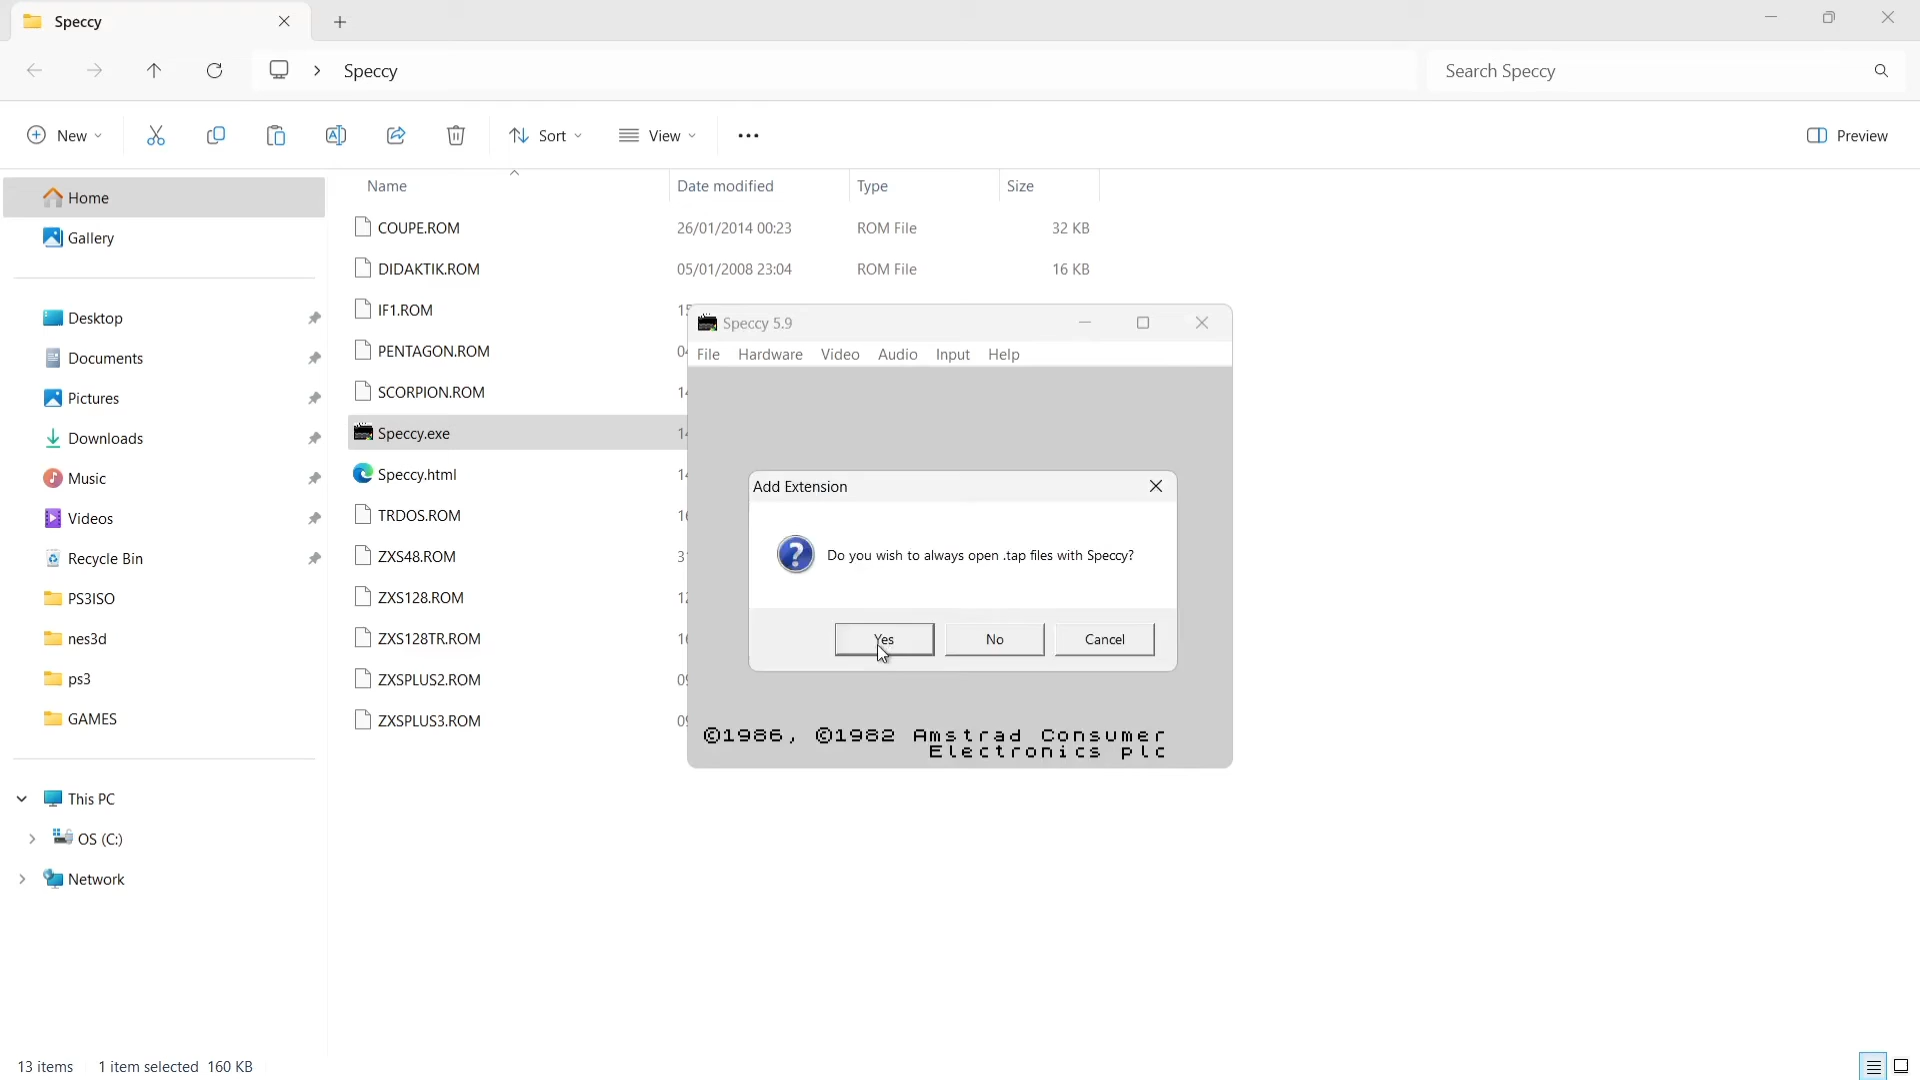 Speccy
Speccy
Search Speccy
New
Sort
View
Preview
Name
Date modified
Type
Size
Home
Gallery
Desktop
Documents
Pictures
Downloads
Music
Videos
Recycle Bin
PS3ISO
nes3d
ps3
GAMES
This PC
OS (C:)
Network
COUPE.ROM 26/01/2014 00:23 ROM File 32 KB
DIDAKTIK.ROM 05/01/2008 23:04 ROM File 16 KB
IF1.ROM
PENTAGON.ROM
SCORPION.ROM
Speccy.exe
Speccy.html
TRDOS.ROM
ZXS48.ROM
ZXS128.ROM
ZXS128TR.ROM
ZXSPLUS2.ROM
ZXSPLUS3.ROM
Speccy 5.9
File Hardware Video Audio Input Help
Add Extension
Do you wish to always open .tap files with Speccy?
Yes No Cancel
©1986, ©1982 Amstrad Consumer
Electronics plc
13 items 1 item selected 160 KB